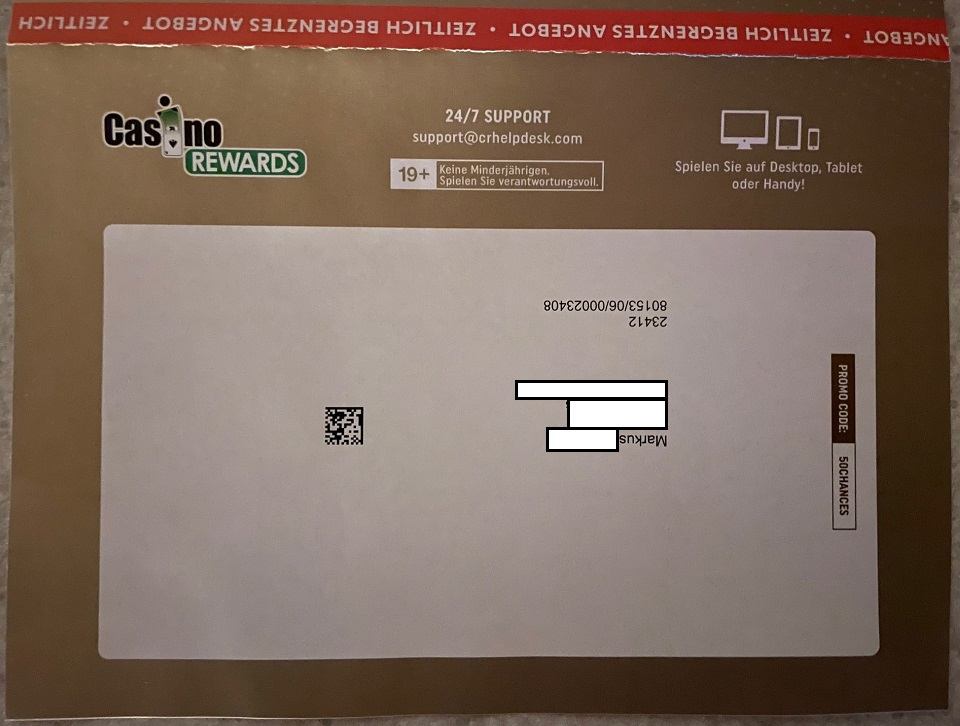 ZEITLICH • ZEITLICH BEGRENZTES ANGEBOT • ZEITLICH BEGRENZTES ANGEBOT • ANGEBOT
Casino
REWARDS
24/7 SUPPORT
support@crhelpdesk.com
19+
Keine Minderjährigen.
Spielen Sie verantwortungsvoll.
Spielen Sie auf Desktop, Tablet
oder Handy!
Markus
23412
80153/06/00023408
PROMO CODE:
50CHANCES